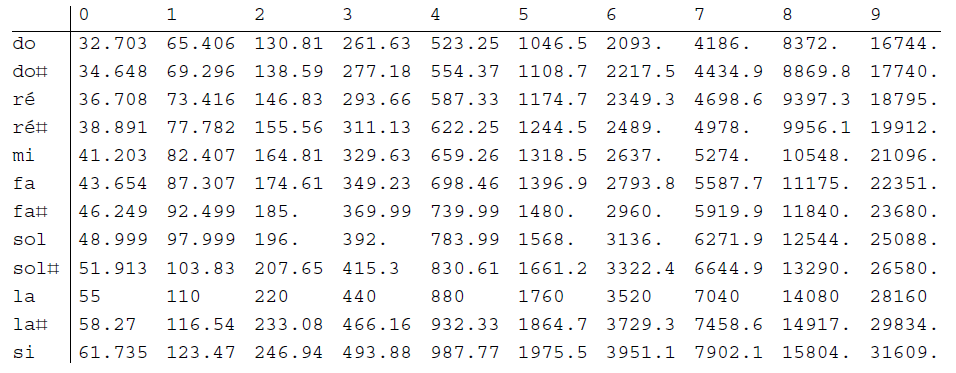 0 1 2 3 4 5 6 7 8 9
do 32.703 65.406 130.81 261.63 523.25 1046.5 2093. 4186. 8372. 16744.
do# 34.648 69.296 138.59 277.18 554.37 1108.7 2217.5 4434.9 8869.8 17740.
ré 36.708 73.416 146.83 293.66 587.33 1174.7 2349.3 4698.6 9397.3 18795.
ré# 38.891 77.782 155.56 311.13 622.25 1244.5 2489. 4978. 9956.1 19912.
mi 41.203 82.407 164.81 329.63 659.26 1318.5 2637. 5274. 10548. 21096.
fa 43.654 87.307 174.61 349.23 698.46 1396.9 2793.8 5587.7 11175. 22351.
fa# 46.249 92.499 185. 369.99 739.99 1480. 2960. 5919.9 11840. 23680.
sol 48.999 97.999 196. 392. 783.99 1568. 3136. 6271.9 12544. 25088.
sol# 51.913 103.83 207.65 415.3 830.61 1661.2 3322.4 6644.9 13290. 26580.
la 55 110 220 440 880 1760 3520 7040 14080 28160
la# 58.27 116.54 233.08 466.16 932.33 1864.7 3729.3 7458.6 14917. 29834.
si 61.735 123.47 246.94 493.88 987.77 1975.5 3951.1 7902.1 15804. 31609.